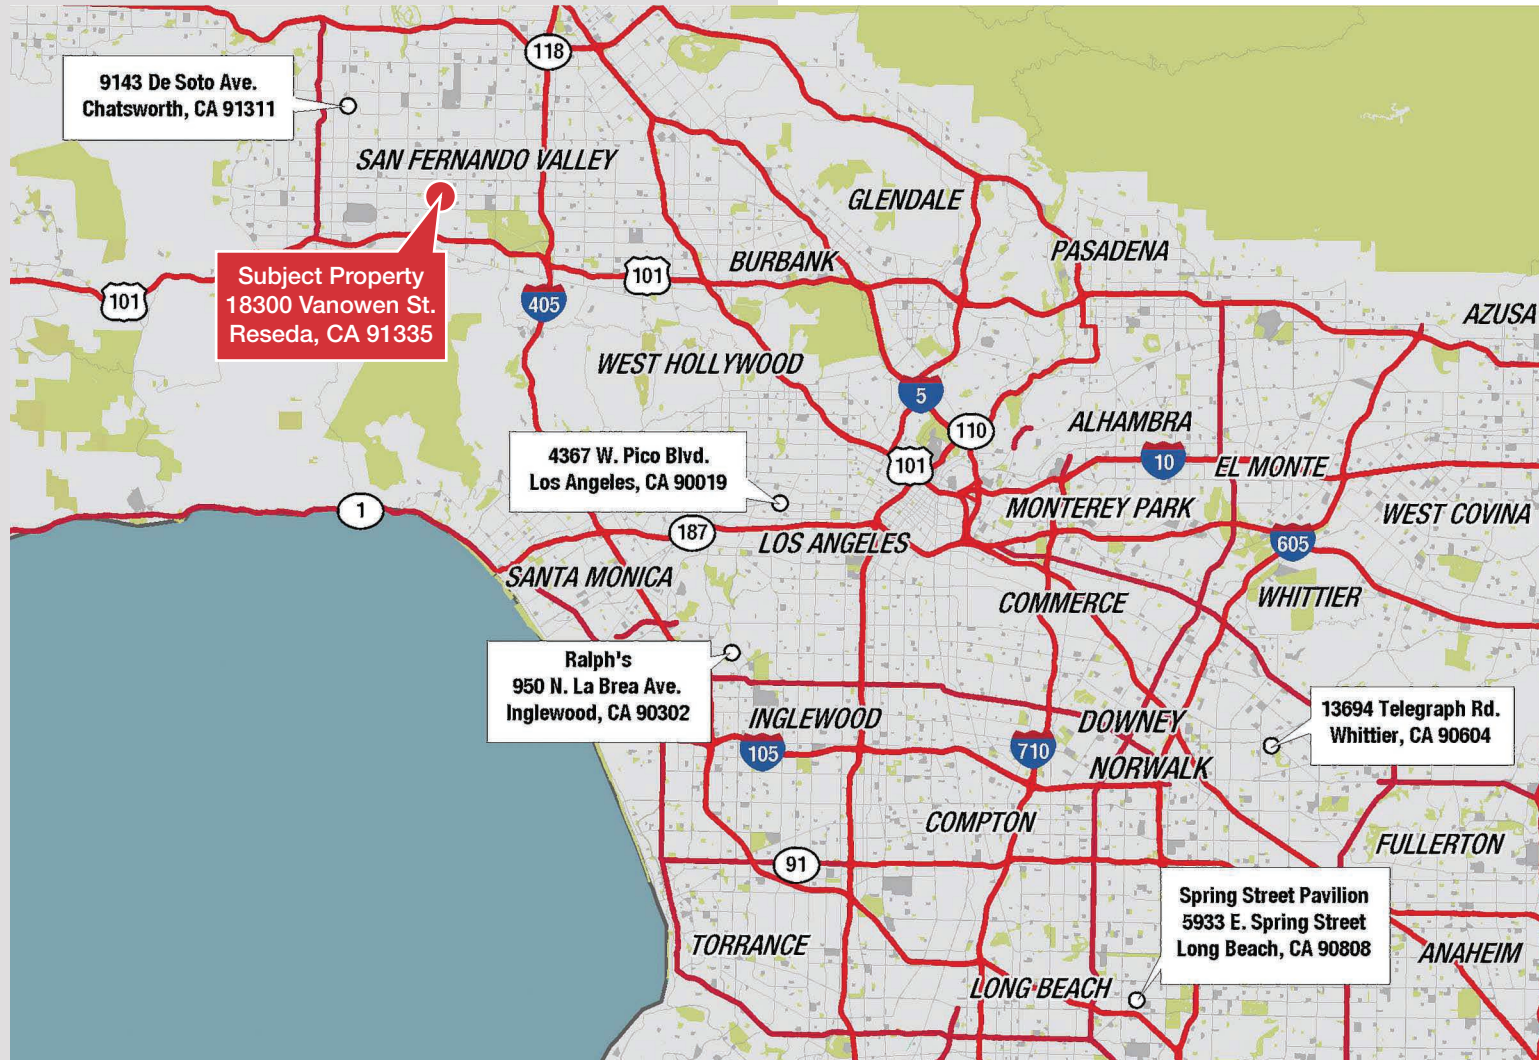 118
9143 De Soto Ave.
Chatsworth, CA 91311
SAN FERNANDO VALLEY
GLENDALE
PASADENA
BURBANK
Subject Property
18300 Vanowen St.
Reseda, CA 91335
101
101
405
AZUSA
WEST HOLLYWOOD
5
110
ALHAMBRA
4367 W. Pico Blvd.
Los Angeles, CA 90019
101
10
EL MONTE
1
MONTEREY PARK
WEST COVINA
187
LOS ANGELES
605
SANTA MONICA
COMMERCE
WHITTIER
Ralph's
950 N. La Brea Ave.
Inglewood, CA 90302
INGLEWOOD
DOWNEY
13694 Telegraph Rd.
Whittier, CA 90604
105
710
NORWALK
COMPTON
FULLERTON
91
Spring Street Pavilion
5933 E. Spring Street
Long Beach, CA 90808
TORRANCE
ANAHEIM
LONG BEACH